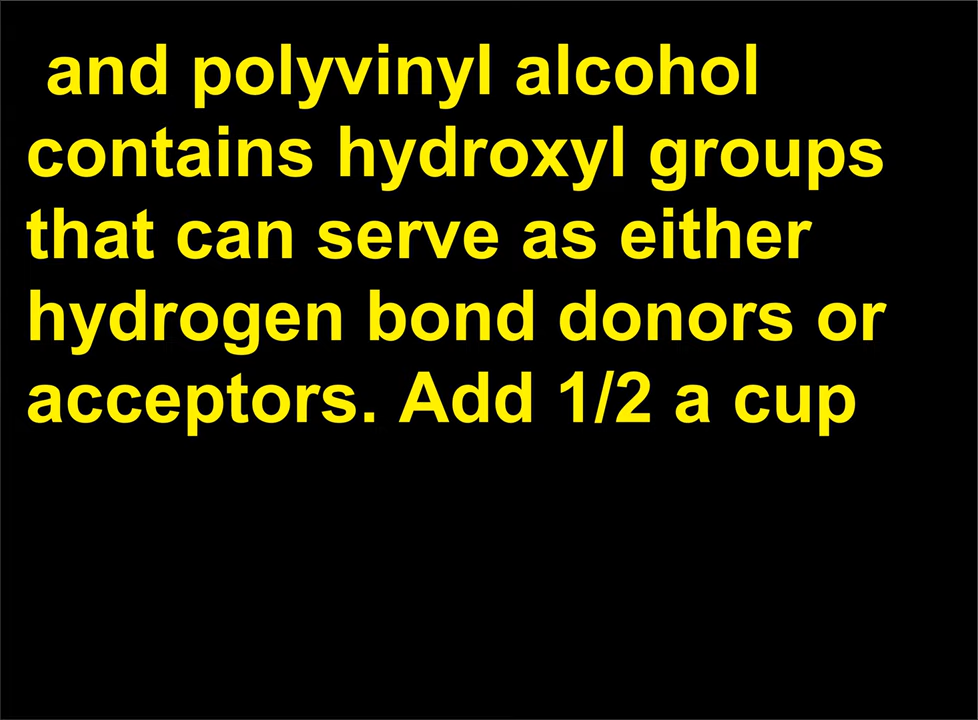 and polyvinyl alcohol
contains hydroxyl groups
that can serve as either
hydrogen bond donors or
acceptors. Add 1/2 a cup